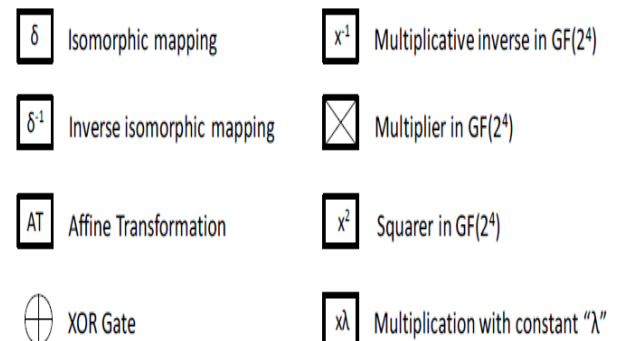 δ Isomorphic mapping
x⁻¹ Multiplicative inverse in GF(2⁴)
δ⁻¹ Inverse isomorphic mapping
Multiplier in GF(2⁴)
AT Affine Transformation
x² Squarer in GF(2⁴)
XOR Gate
xλ Multiplication with constant “λ”